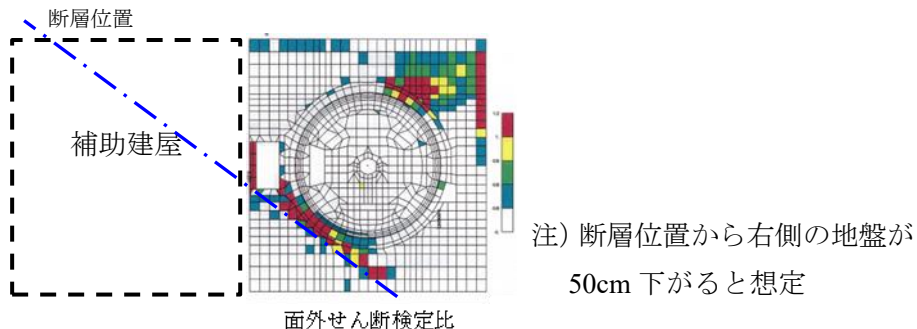 断層位置
補助建屋
注) 断層位置から右側の地盤が
50cm 下がると想定
面外せん断検定比